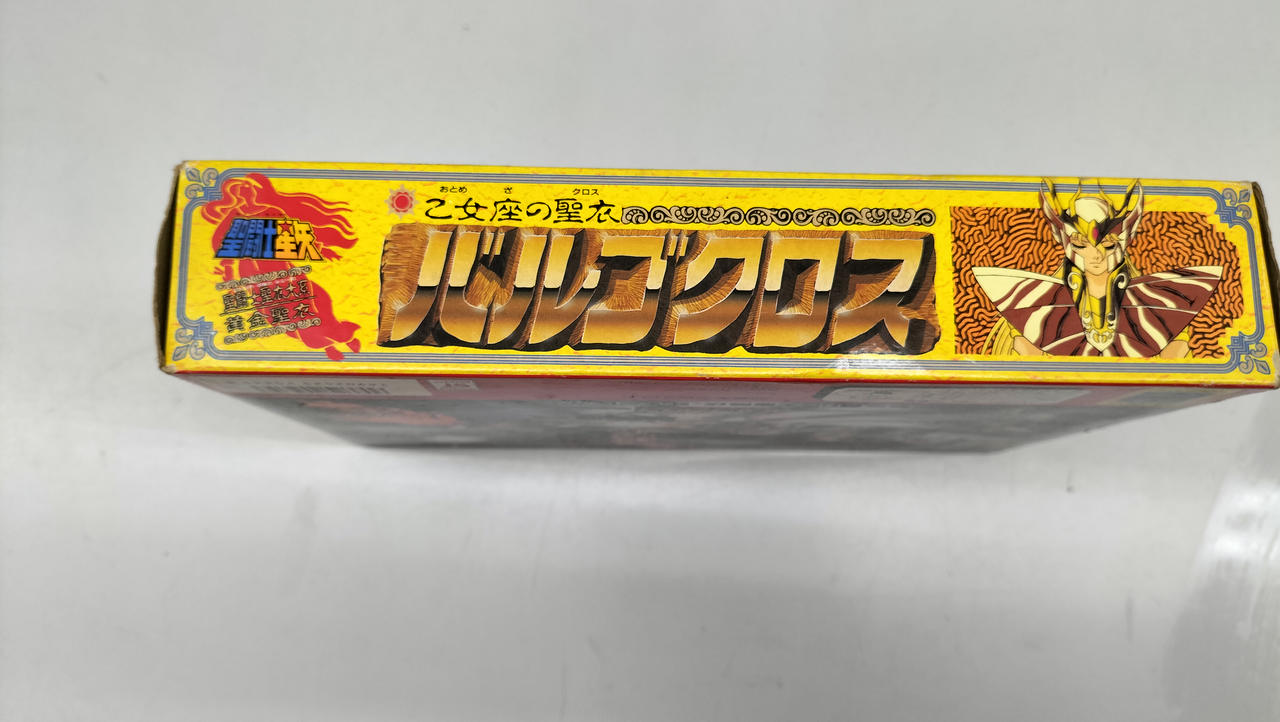 聖闘士星矢
聖闘士聖衣大系
黄金聖衣
おとめ ざ クロス
乙女座の聖衣
バルゴクロス